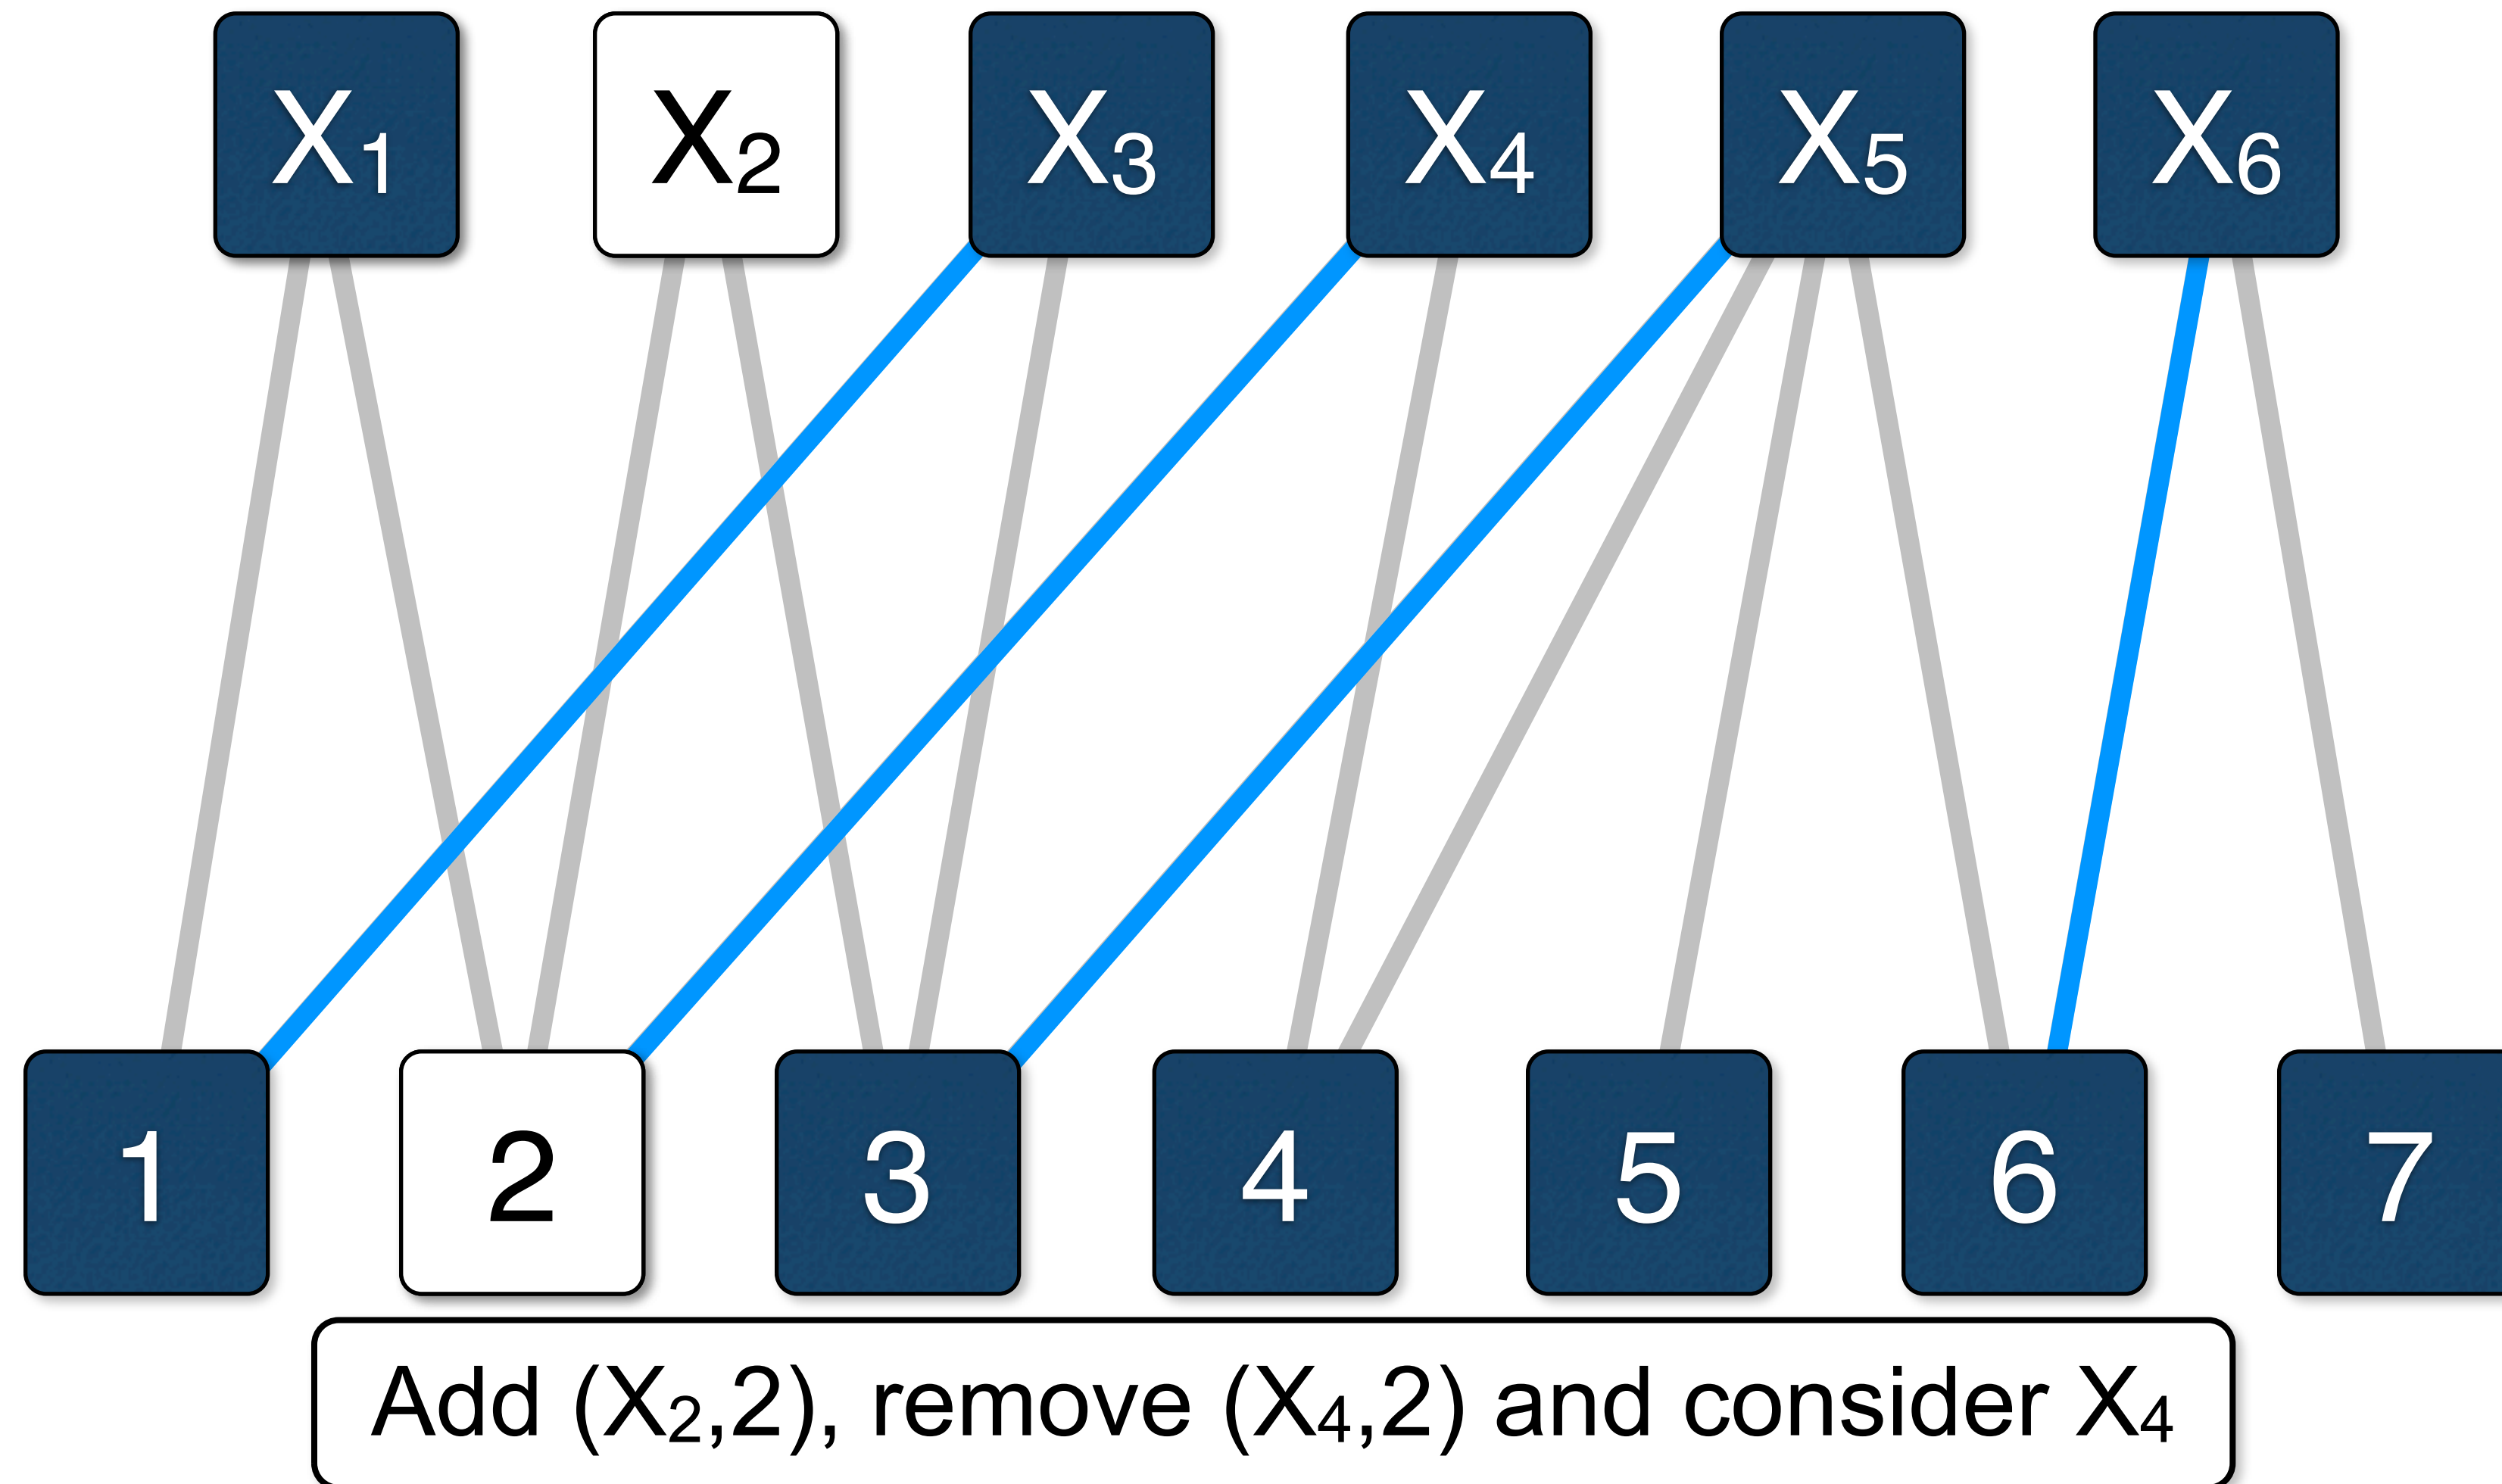 X₁ X₂ X₃ X₄ X₅ X₆
1 2 3 4 5 6 7
Add (X₂,2), remove (X₄,2) and consider X₄